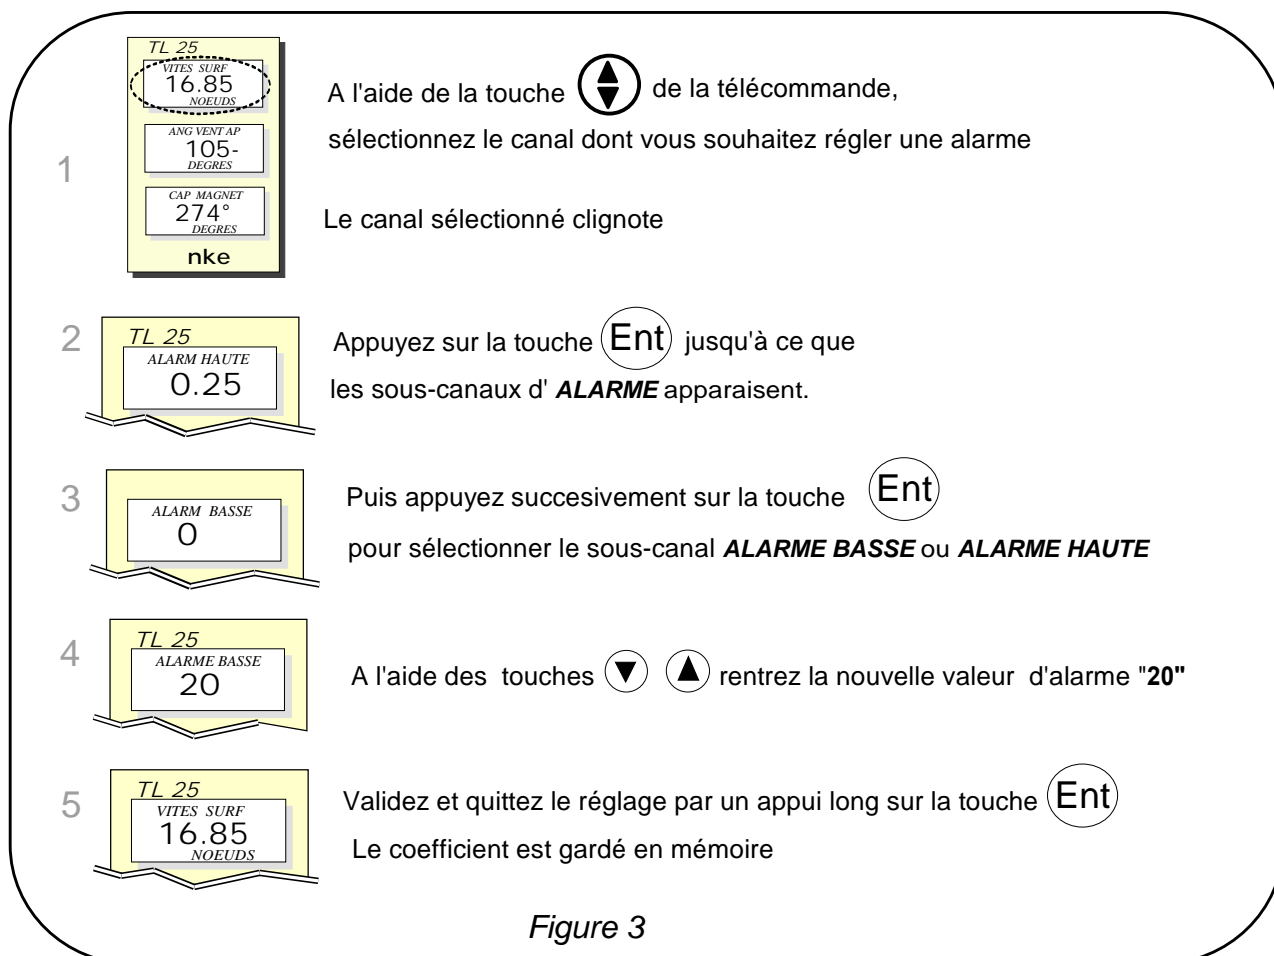 TL 25
VITES SURF
16.85
NOEUDS
ANG VENT AP
105-
DEGRES
CAP MAGNET
274°
DEGRES
nke
1
A l'aide de la touche de la télécommande,
sélectionnez le canal dont vous souhaitez régler une alarme
Le canal sélectionné clignote
2
TL 25
ALARM HAUTE
0.25
Appuyez sur la touche Ent jusqu'à ce que
les sous-canaux d' ALARME apparaisent.
3
ALARM BASSE
0
Puis appuyez succesivement sur la touche Ent
pour sélectionner le sous-canal ALARME BASSE ou ALARME HAUTE
4
TL 25
ALARME BASSE
20
A l'aide des touches rentrez la nouvelle valeur d'alarme "20"
5
TL 25
VITES SURF
16.85
NOEUDS
Validez et quittez le réglage par un appui long sur la touche Ent
Le coefficient est gardé en mémoire
Figure 3